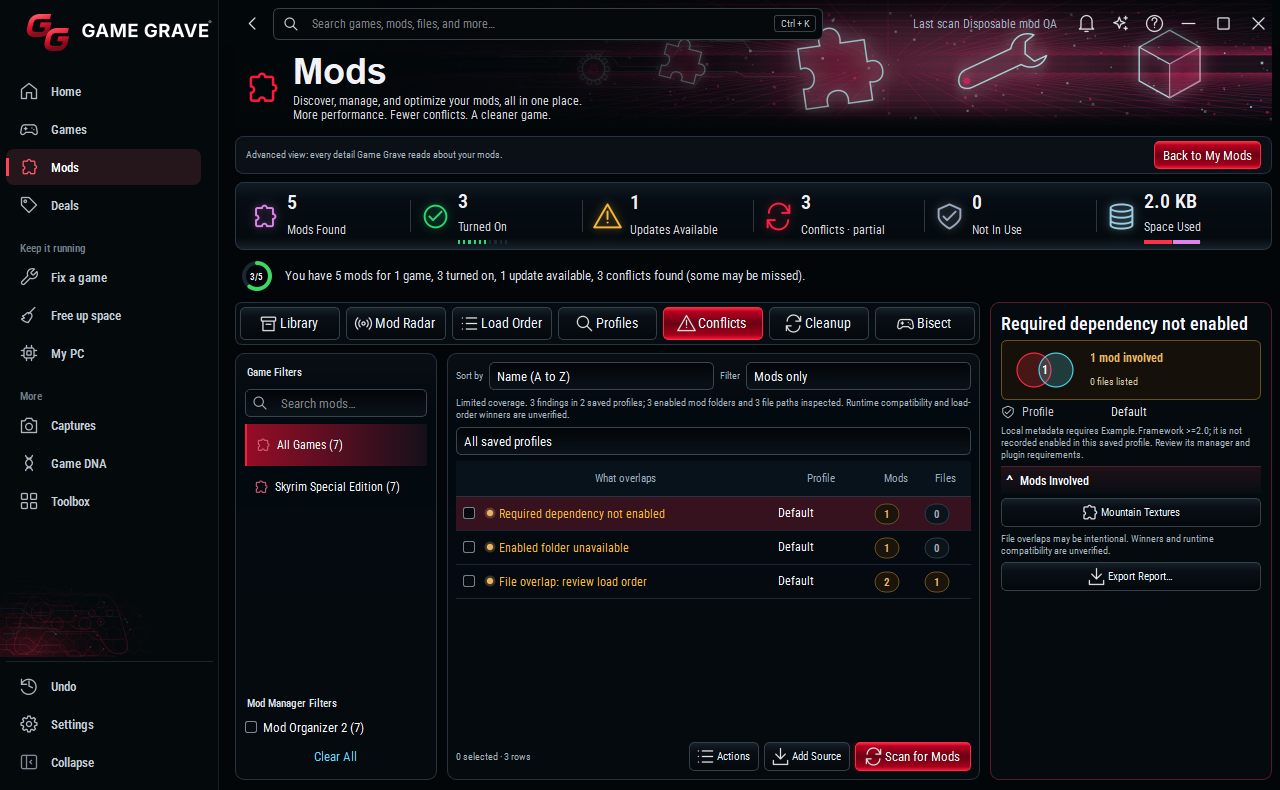 GAME GRAVE
Search games, mods, files, and more...
Ctrl + K
Last scan Disposable mod QA
Mods
Discover, manage, and optimize your mods, all in one place.
More performance. Fewer conflicts. A cleaner game.
Home
Games
Mods
Deals
Keep it running
Fix a game
Free up space
My PC
More
Captures
Game DNA
Toolbox
Undo
Settings
Collapse
Advanced view: every detail Game Grave reads about your mods.
Back to My Mods
5
Mods Found
3
Turned On
1
Updates Available
3
Conflicts · partial
0
Not In Use
2.0 KB
Space Used
3/5
You have 5 mods for 1 game, 3 turned on, 1 update available, 3 conflicts found (some may be missed).
Library
Mod Radar
Load Order
Profiles
Conflicts
Cleanup
Bisect
Game Filters
Search mods...
All Games (7)
Skyrim Special Edition (7)
Mod Manager Filters
Mod Organizer 2 (7)
Clear All
Sort by
Name (A to Z)
Filter
Mods only
Limited coverage. 3 findings in 2 saved profiles; 3 enabled mod folders and 3 file paths inspected. Runtime compatibility and load-
order winners are unverified.
All saved profiles
What overlaps
Profile
Mods
Files
Required dependency not enabled
Default
1
0
Enabled folder unavailable
Default
1
0
File overlap: review load order
Default
2
1
0 selected · 3 rows
Actions
Add Source
Scan for Mods
Required dependency not enabled
1
1 mod involved
0 files listed
Profile
Default
Local metadata requires Example.Framework >=2.0; it is not
recorded enabled in this saved profile. Review its manager and
plugin requirements.
Mods Involved
Mountain Textures
File overlaps may be intentional. Winners and runtime
compatibility are unverified.
Export Report...